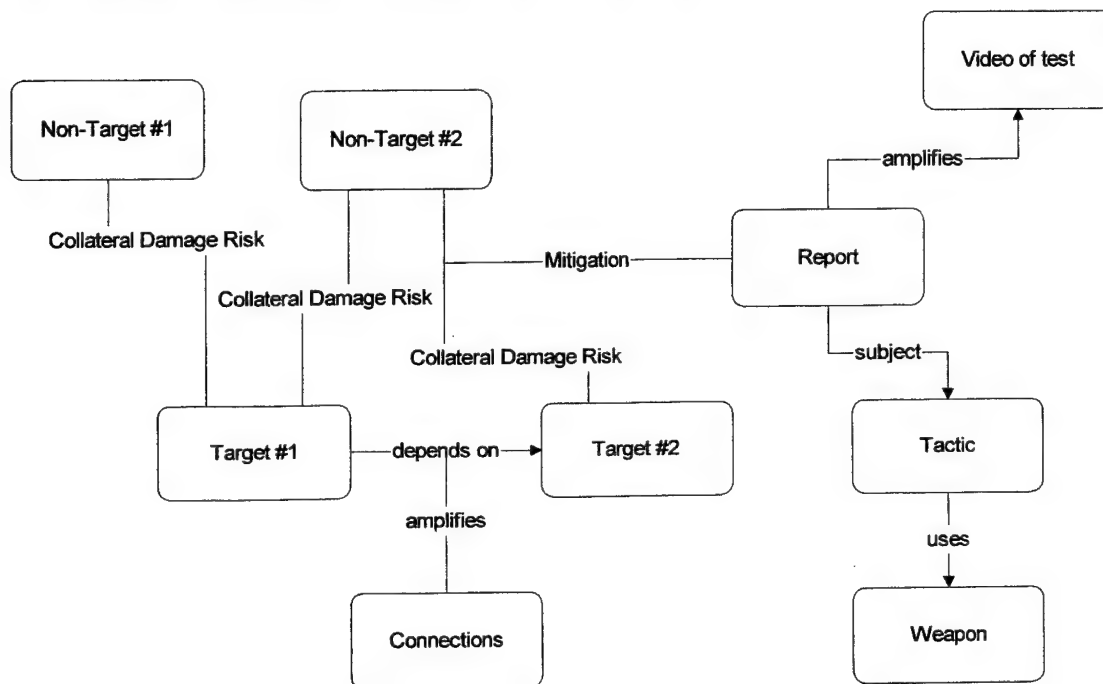 Video of test
Non-Target #1
Non-Target #2
amplifies
Collateral Damage Risk
Mitigation
Report
Collateral Damage Risk
Collateral Damage Risk
subject
Target #1
depends on
Target #2
Tactic
amplifies
uses
Connections
Weapon